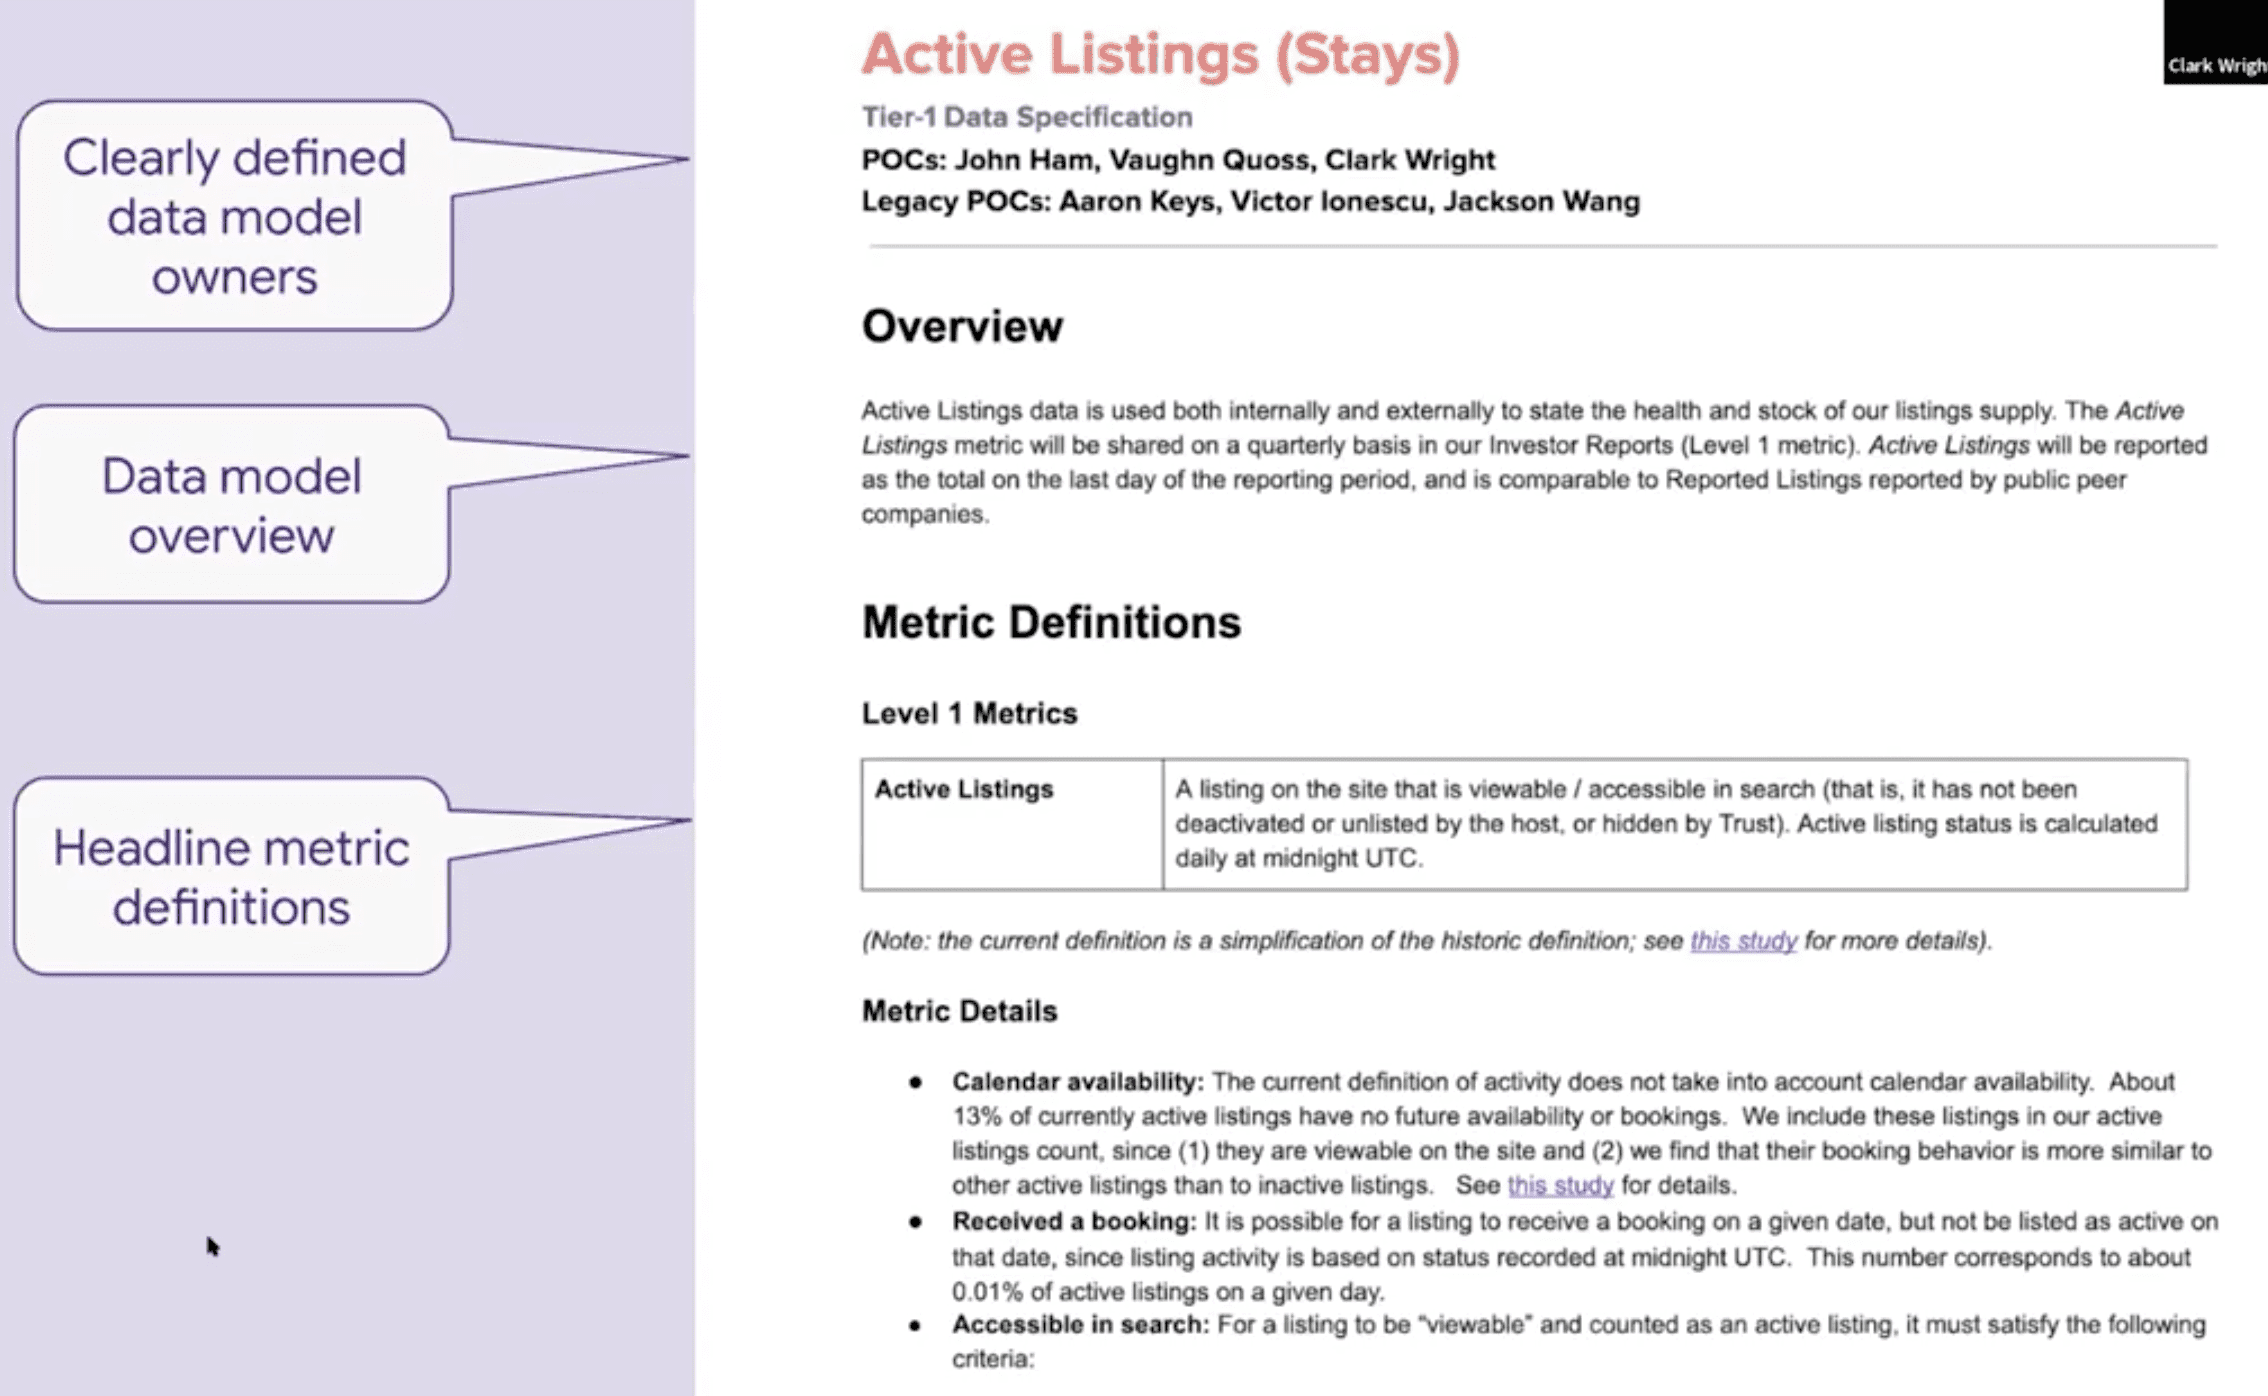 Clearly defined
data model
owners
Data model
overview
Headline metric
definitions
Active Listings (Stays)
Clark Wrigh
Tier-1 Data Specification
POCs: John Ham, Vaughn Quoss, Clark Wright
Legacy POCs: Aaron Keys, Victor Ionescu, Jackson Wang
Overview
Active Listings data is used both internally and externally to state the health and stock of our listings supply. The Active
Listings metric will be shared on a quarterly basis in our Investor Reports (Level 1 metric). Active Listings will be reported
as the total on the last day of the reporting period, and is comparable to Reported Listings reported by public peer
companies.
Metric Definitions
Level 1 Metrics
Active Listings
A listing on the site that is viewable / accessible in search (that is, it has not been
deactivated or unlisted by the host, or hidden by Trust). Active listing status is calculated
daily at midnight UTC.
(Note: the current definition is a simplification of the historic definition; see this study for more details).
Metric Details
● Calendar availability: The current definition of activity does not take into account calendar availability. About
13% of currently active listings have no future availability or bookings. We include these listings in our active
listings count, since (1) they are viewable on the site and (2) we find that their booking behavior is more similar to
other active listings than to inactive listings. See this study for details.
● Received a booking: It is possible for a listing to receive a booking on a given date, but not be listed as active on
that date, since listing activity is based on status recorded at midnight UTC. This number corresponds to about
0.01% of active listings on a given day.
● Accessible in search: For a listing to be “viewable” and counted as an active listing, it must satisfy the following
criteria: